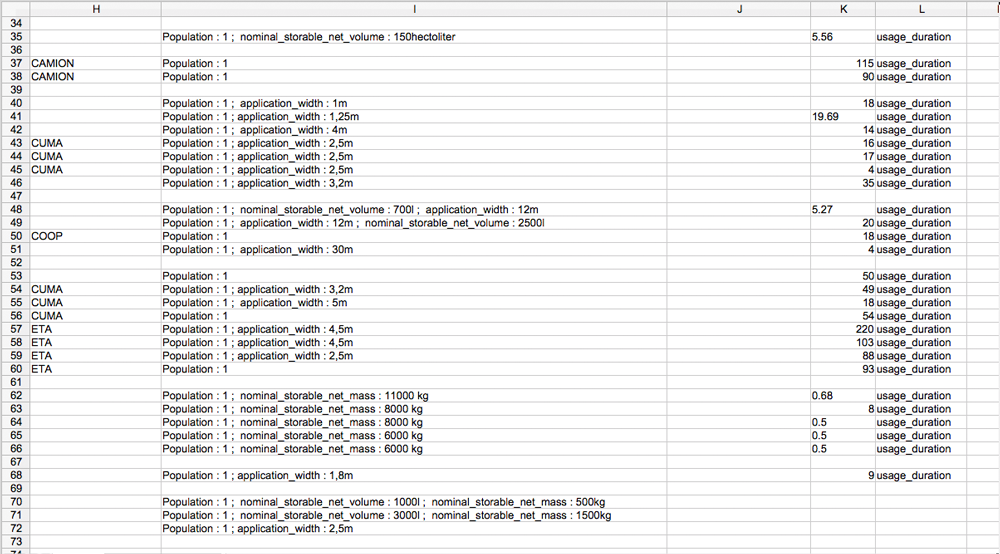 H I J K L
34
35 Population : 1 ; nominal_storable_net_volume : 150hectoliter 5.56 usage_duration
36
37 CAMION Population : 1 115 usage_duration
38 CAMION Population : 1 90 usage_duration
39
40 Population : 1 ; application_width : 1m 18 usage_duration
41 Population : 1 ; application_width : 1,25m 19.69 usage_duration
42 Population : 1 ; application_width : 4m 14 usage_duration
43 CUMA Population : 1 ; application_width : 2,5m 16 usage_duration
44 CUMA Population : 1 ; application_width : 2,5m 17 usage_duration
45 CUMA Population : 1 ; application_width : 2,5m 4 usage_duration
46 Population : 1 ; application_width : 3,2m 35 usage_duration
47
48 Population : 1 ; nominal_storable_net_volume : 700l ; application_width : 12m 5.27 usage_duration
49 Population : 1 ; application_width : 12m ; nominal_storable_net_volume : 2500l 20 usage_duration
50 COOP Population : 1 18 usage_duration
51 Population : 1 ; application_width : 30m 4 usage_duration
52
53 Population : 1 50 usage_duration
54 CUMA Population : 1 ; application_width : 3,2m 49 usage_duration
55 CUMA Population : 1 ; application_width : 5m 18 usage_duration
56 CUMA Population : 1 54 usage_duration
57 ETA Population : 1 ; application_width : 4,5m 220 usage_duration
58 ETA Population : 1 ; application_width : 4,5m 103 usage_duration
59 ETA Population : 1 ; application_width : 2,5m 88 usage_duration
60 ETA Population : 1 93 usage_duration
61
62 Population : 1 ; nominal_storable_net_mass : 11000 kg 0.68 usage_duration
63 Population : 1 ; nominal_storable_net_mass : 8000 kg 8 usage_duration
64 Population : 1 ; nominal_storable_net_mass : 8000 kg 0.5 usage_duration
65 Population : 1 ; nominal_storable_net_mass : 6000 kg 0.5 usage_duration
66 Population : 1 ; nominal_storable_net_mass : 6000 kg 0.5 usage_duration
67
68 Population : 1 ; application_width : 1,8m 9 usage_duration
69
70 Population : 1 ; nominal_storable_net_volume : 1000l ; nominal_storable_net_mass : 500kg
71 Population : 1 ; nominal_storable_net_volume : 3000l ; nominal_storable_net_mass : 1500kg
72 Population : 1 ; application_width : 2,5m
73